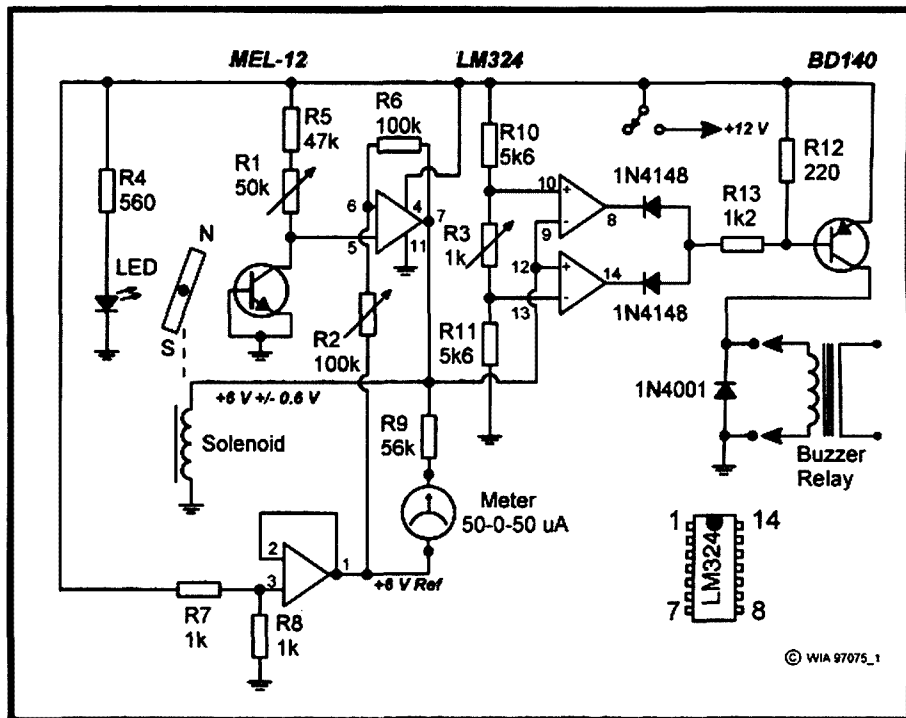 MEL-12
LM324
BD140
R5
47k
R6
100k
R10
5k6
+12 V
R12
220
R4
560
R1
50k
1N4148
R13
1k2
6
5
4
11
7
10
9
8
R3
1k
12
13
14
1N4148
N
S
LED
R2
100k
R11
5k6
+6 V +/- 0.6 V
Solenoid
R9
56k
1N4001
Buzzer
Relay
Meter
50-0-50 uA
2
3
1
+6 V Ref
R7
1k
R8
1k
1
14
LM324
7
8
© WIA 97075_1